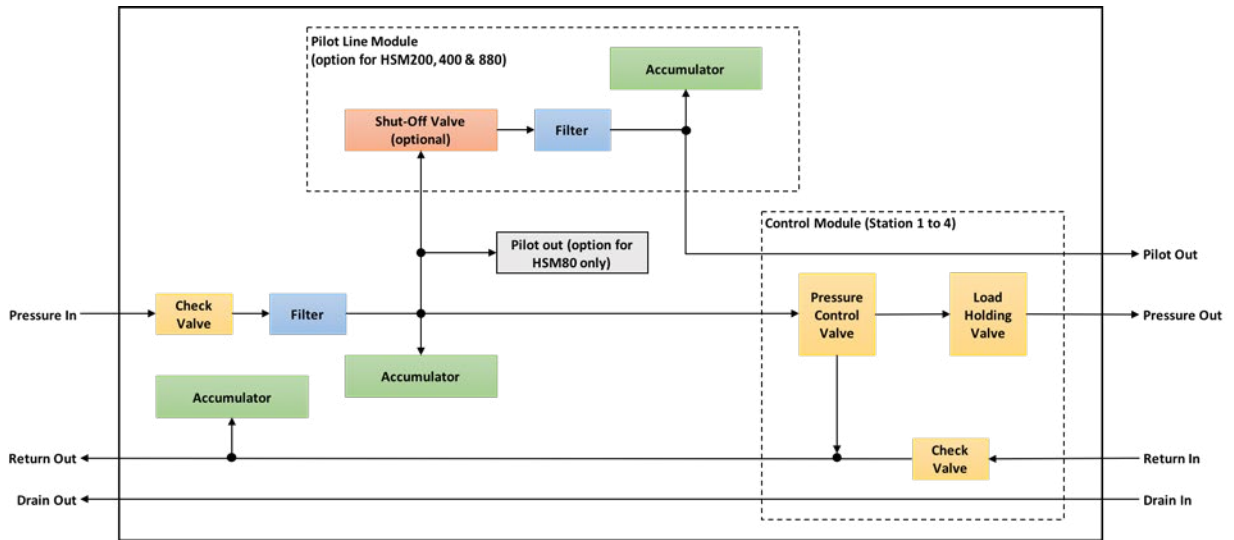 Pilot Line Module
(option for HSM200, 400 & 880)
Accumulator
Shut-Off Valve
(optional)
Filter
Pilot out (option for
HSM80 only)
Control Module (Station 1 to 4)
Pilot Out
Pressure In
Check
Valve
Filter
Pressure
Control
Valve
Load
Holding
Valve
Pressure Out
Accumulator
Accumulator
Return Out
Check
Valve
Return In
Drain Out
Drain In